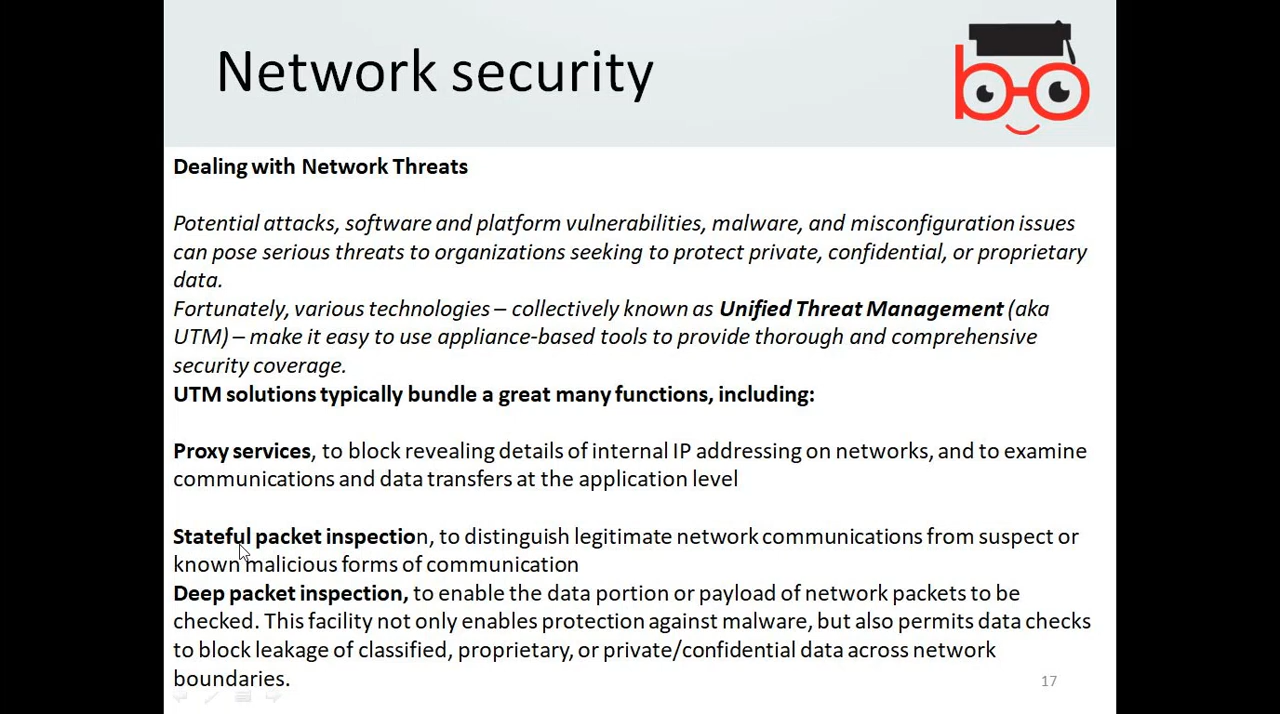 Network security
Dealing with Network Threats
Potential attacks, software and platform vulnerabilities, malware, and misconfiguration issues
can pose serious threats to organizations seeking to protect private, confidential, or proprietary
data.
Fortunately, various technologies – collectively known as Unified Threat Management (aka
UTM) – make it easy to use appliance-based tools to provide thorough and comprehensive
security coverage.
UTM solutions typically bundle a great many functions, including:
Proxy services, to block revealing details of internal IP addressing on networks, and to examine
communications and data transfers at the application level
Stateful packet inspection, to distinguish legitimate network communications from suspect or
known malicious forms of communication
Deep packet inspection, to enable the data portion or payload of network packets to be
checked. This facility not only enables protection against malware, but also permits data checks
to block leakage of classified, proprietary, or private/confidential data across network
boundaries.
17